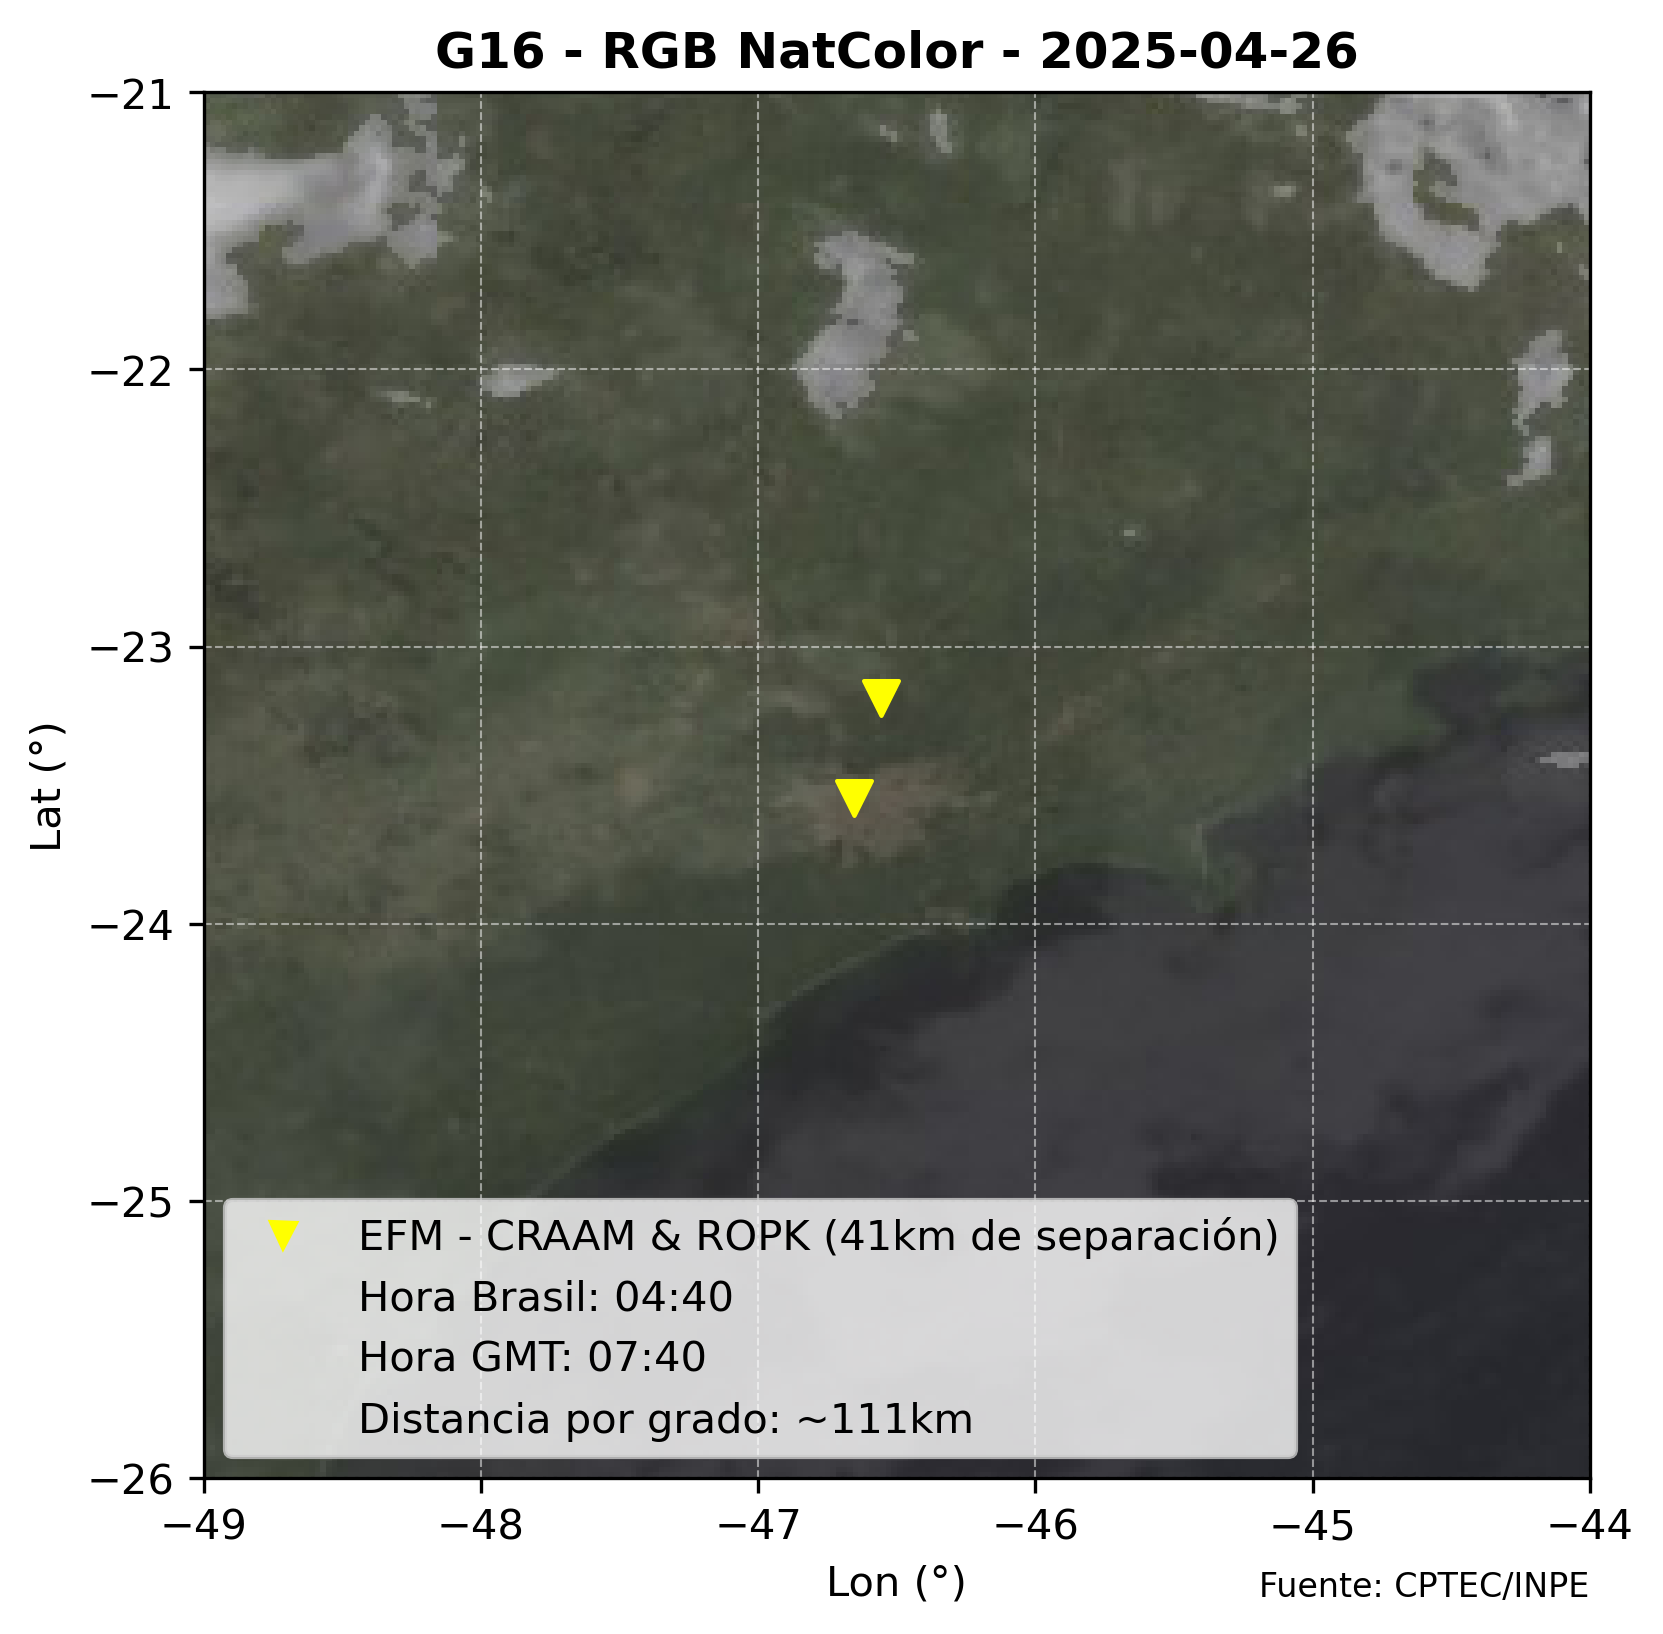 G16 - RGB NatColor - 2025-04-26
−21
−22
−23
−24
−25
−26
Lat (°)
EFM - CRAAM & ROPK (41km de separación)
Hora Brasil: 04:40
Hora GMT: 07:40
Distancia por grado: ~111km
−49 −48 −47 −46 −45 −44
Lon (°)
Fuente: CPTEC/INPE